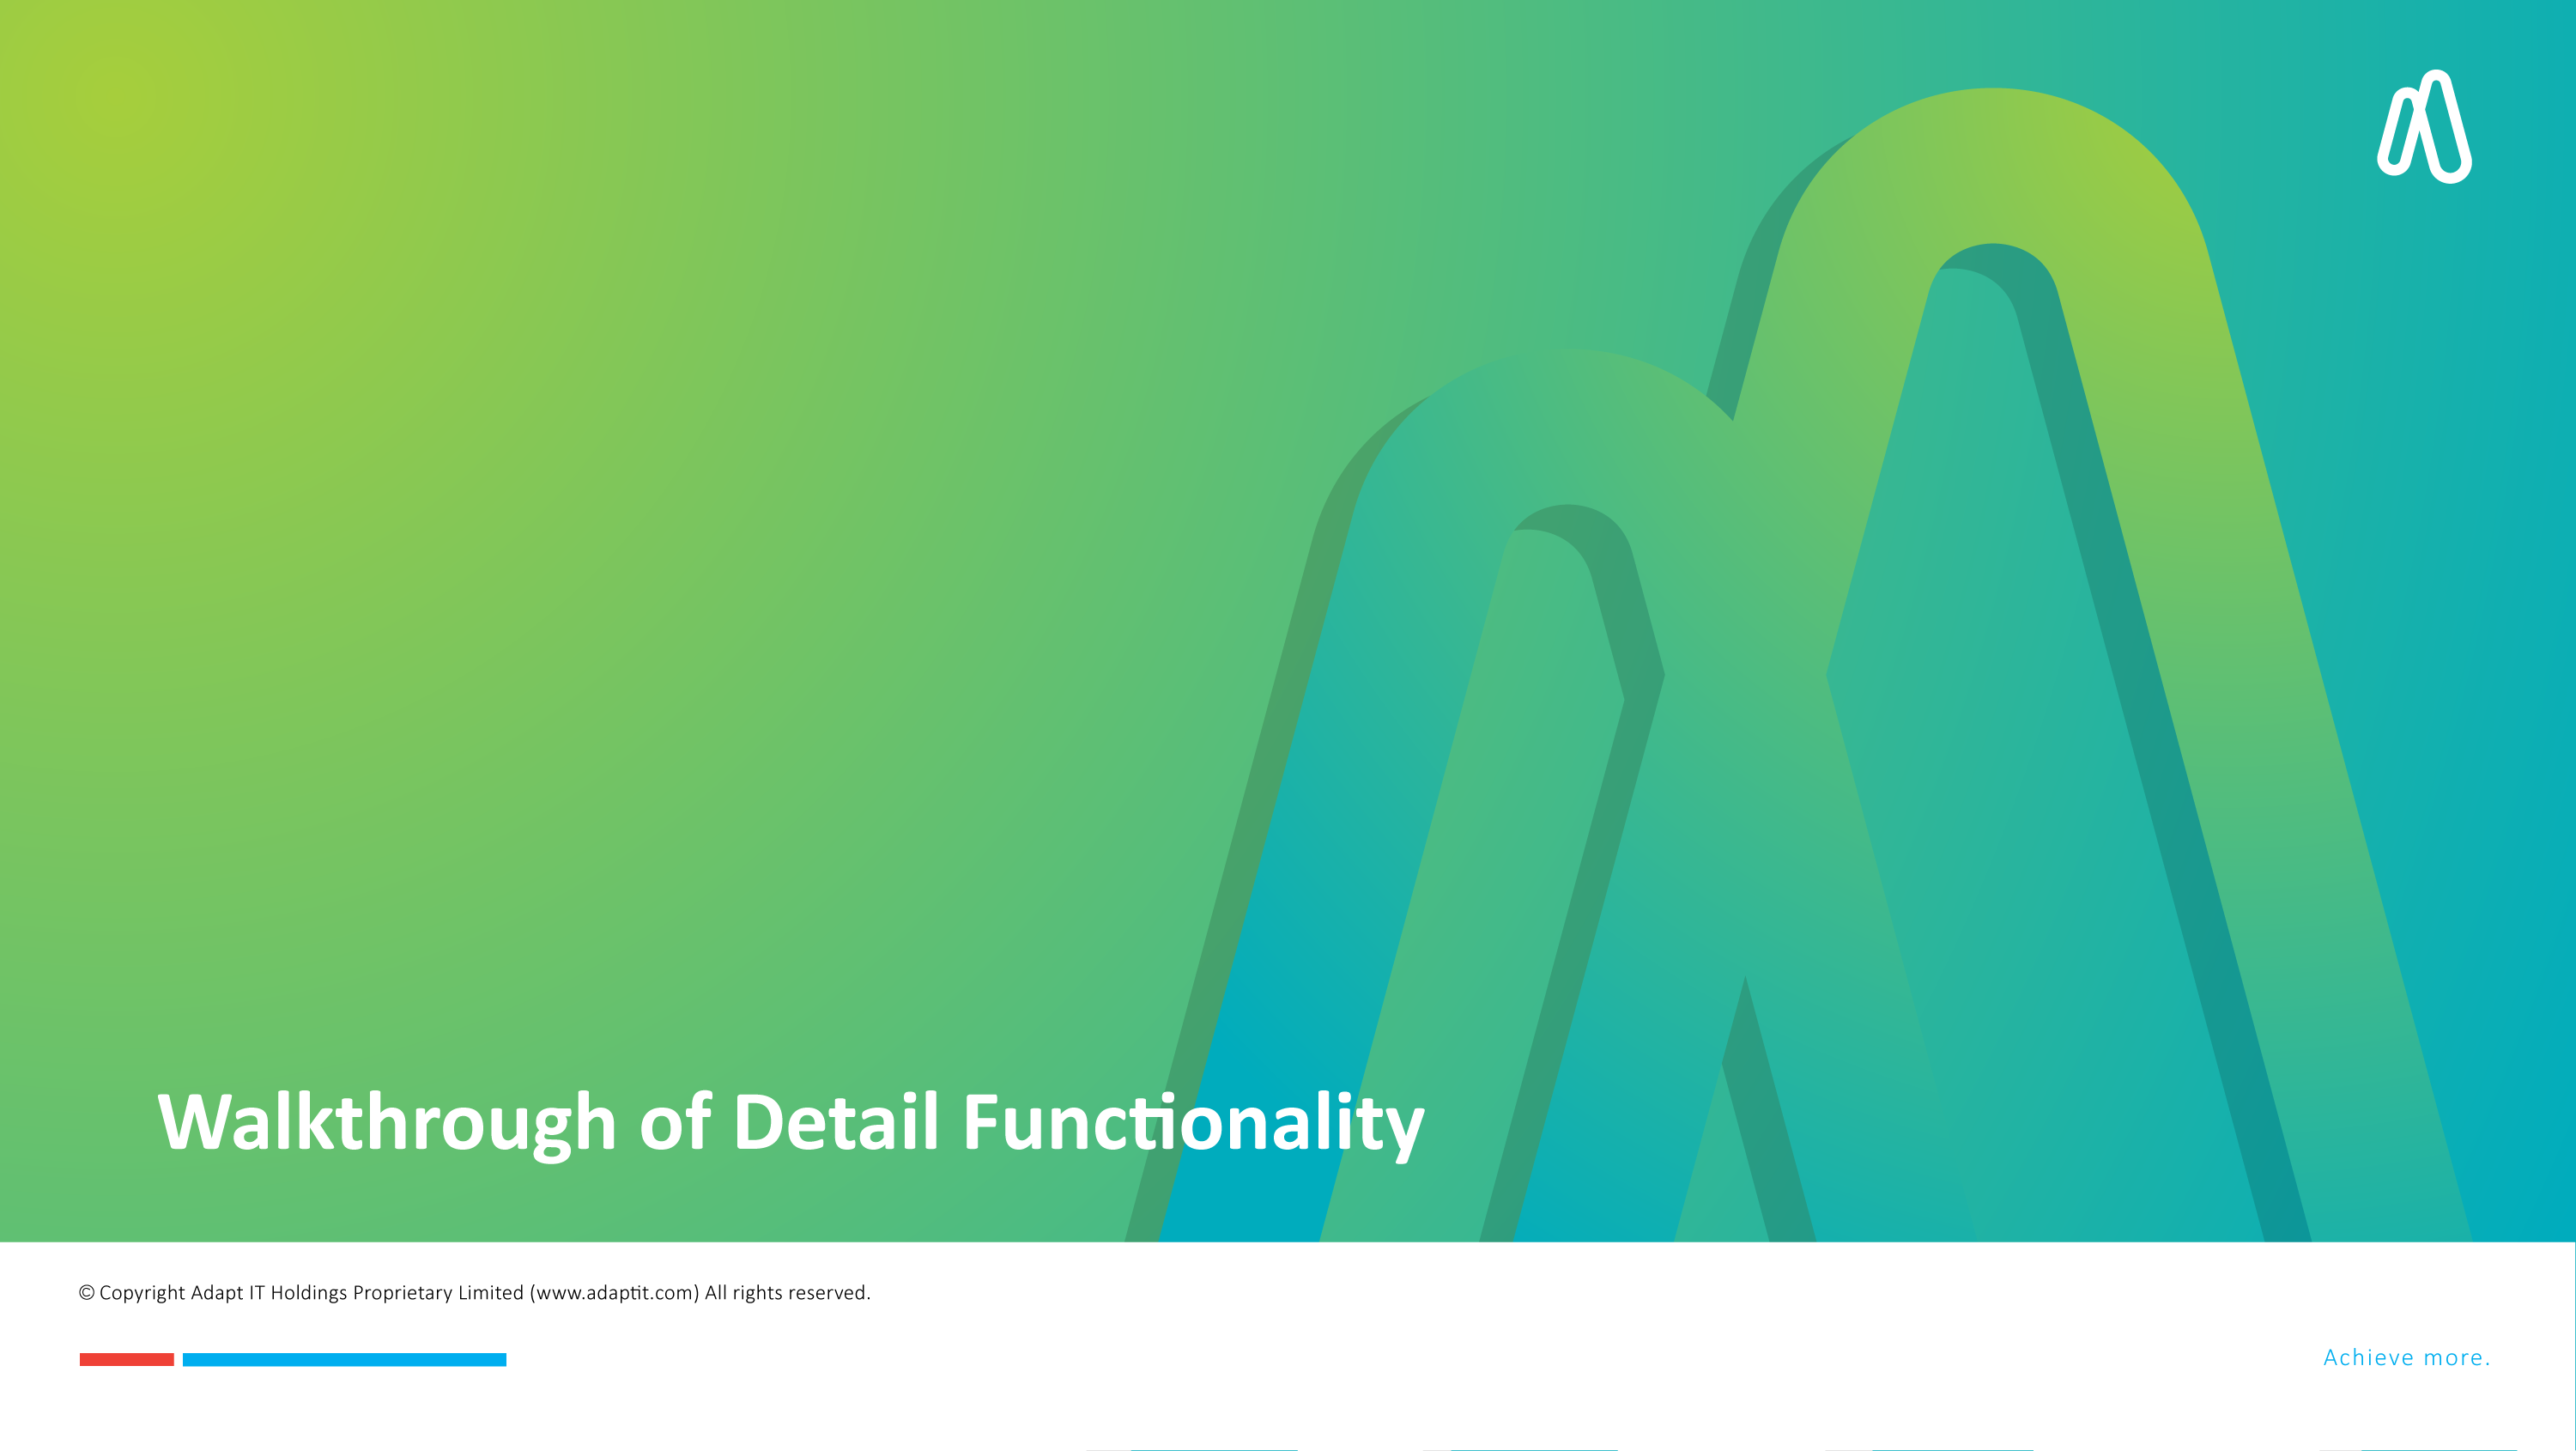 Walkthrough of Detail Functionality
© Copyright Adapt IT Holdings Proprietary Limited (www.adaptit.com) All rights reserved.
Achieve more.